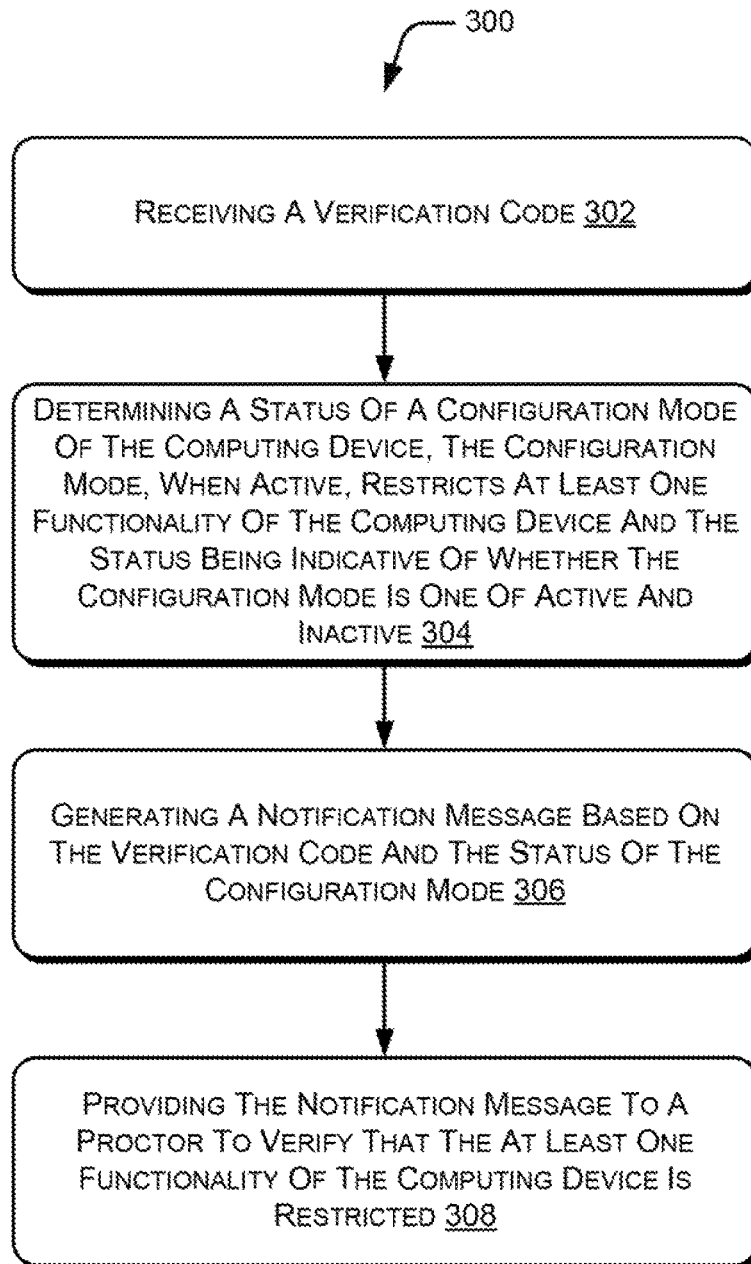 300
RECEIVING A VERIFICATION CODE 302
DETERMINING A STATUS OF A CONFIGURATION MODE
OF THE COMPUTING DEVICE, THE CONFIGURATION
MODE, WHEN ACTIVE, RESTRICTS AT LEAST ONE
FUNCTIONALITY OF THE COMPUTING DEVICE AND THE
STATUS BEING INDICATIVE OF WHETHER THE
CONFIGURATION MODE IS ONE OF ACTIVE AND
INACTIVE 304
GENERATING A NOTIFICATION MESSAGE BASED ON
THE VERIFICATION CODE AND THE STATUS OF THE
CONFIGURATION MODE 306
PROVIDING THE NOTIFICATION MESSAGE TO A
PROCTOR TO VERIFY THAT THE AT LEAST ONE
FUNCTIONALITY OF THE COMPUTING DEVICE IS
RESTRICTED 308